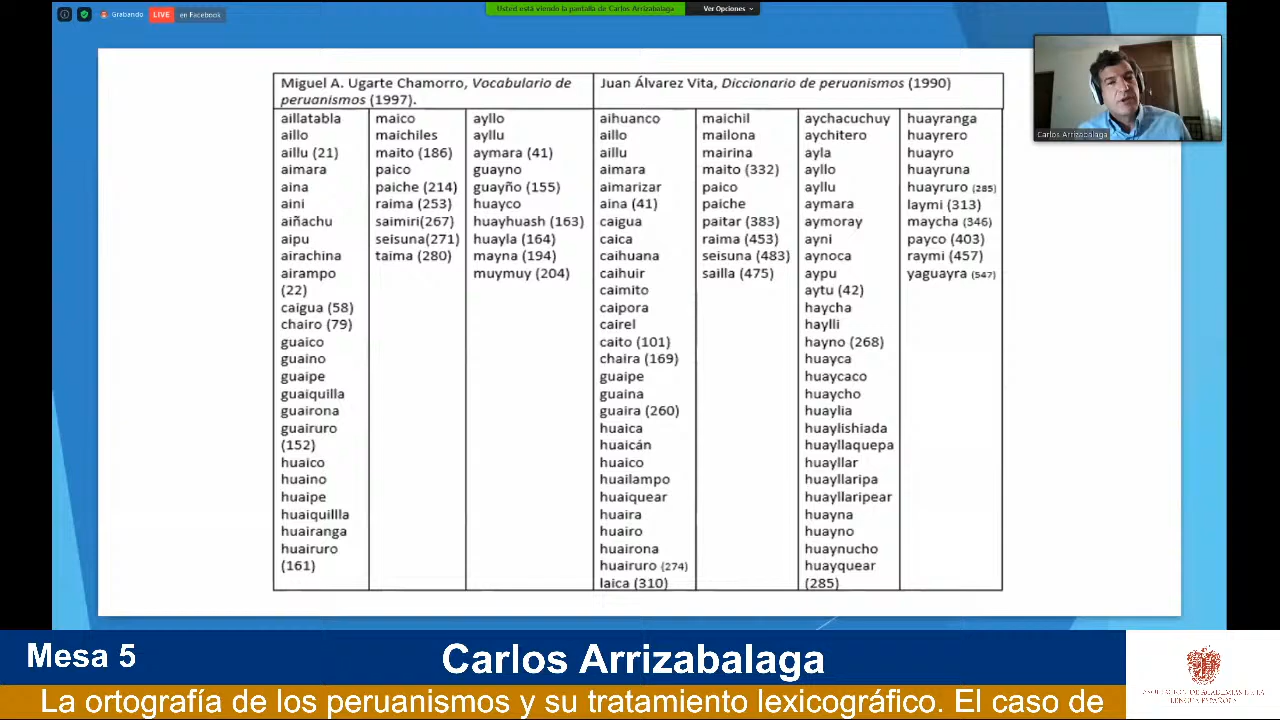 Grabando LIVE en Facebook
Usted está viendo la pantalla de Carlos Arrizabalaga
Ver Opciones
Miguel A. Ugarte Chamorro, Vocabulario de
peruanismos (1997).
Juan Álvarez Vita, Diccionario de peruanismos (1990)
aillatabla
aillo
aillu (21)
aimara
aina
aini
aiñachu
aipu
airachina
airampo
(22)
caigua (58)
chairo (79)
guaico
guaino
guaipe
guaiquilla
guairona
guairuro
(152)
huaico
huaino
huaipe
huaiquillla
huairanga
huairuro
(161)
maico
maichiles
maito (186)
paico
paiche (214)
raima (253)
saimiri(267)
seisuna(271)
taima (280)
ayllo
ayllu
aymara (41)
guayno
guayño (155)
huayco
huayhuash (163)
huayla (164)
mayna (194)
muymuy (204)
aihuanco
aillo
aillu
aimara
aimarizar
aina (41)
caigua
caica
caihuana
caihuir
caimito
caipora
cairel
caito (101)
chaira (169)
guaipe
guaina
guaira (260)
huaica
huaicán
huaico
huailampo
huaiquear
huaira
huairo
huairona
huairuro (274)
laica (310)
maichil
mailona
mairina
maito (332)
paico
paiche
paitar (383)
raima (453)
seisuna (483)
sailla (475)
aychacuchuy
aychitero
ayla
ayllo
ayllu
aymara
aymoray
ayni
aynoca
aypu
aytu (42)
haycha
haylli
hayno (268)
huayca
huaycaco
huaycho
huaylia
huaylishiada
huayllaquepa
huayllar
huayllaripa
huayllaripear
huayna
huayno
huaynucho
huayquear
(285)
huayranga
huayrero
huayro
huayruna
huayruro (285)
laymi (313)
maycha (346)
payco (403)
raymi (457)
yaguayra (547)
Carlos Arrizabalaga
Mesa 5
Carlos Arrizabalaga
La ortografía de los peruanismos y su tratamiento lexicográfico. El caso de
ASOCIACIÓN DE ACADEMIAS DE LA
LENGUA ESPAÑOLA